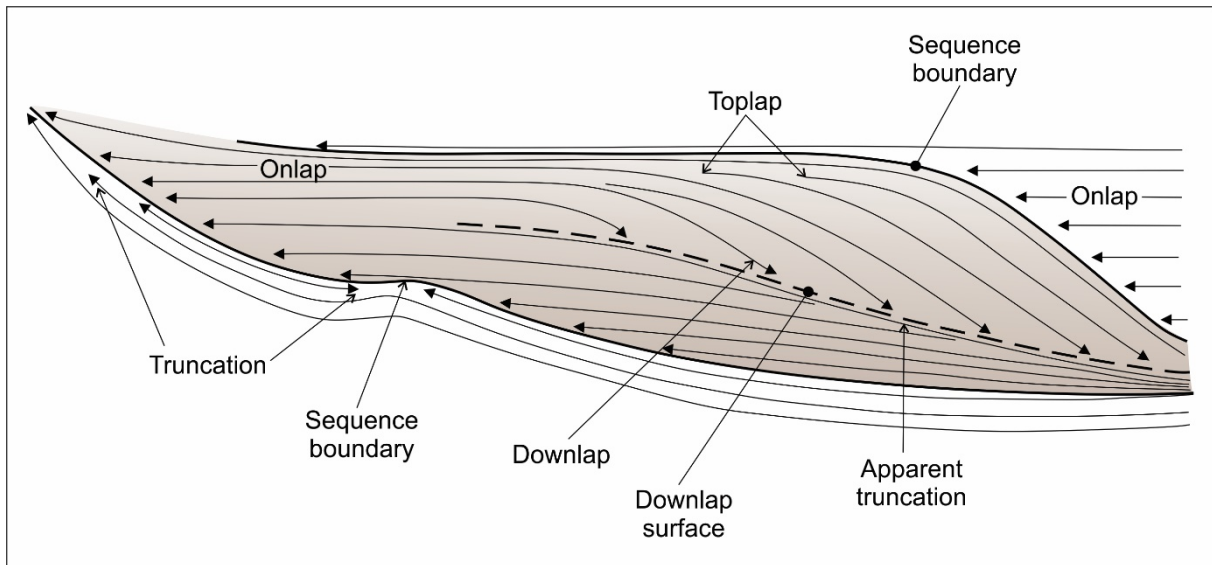 Sequence
boundary
Toplap
Onlap
Onlap
Truncation
Sequence
boundary
Downlap
Downlap
surface
Apparent
truncation